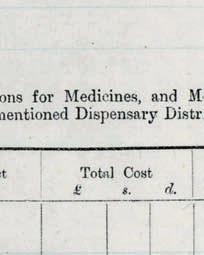 ons for Medicines, and M
mentioned Dispensary Distr
t Total Cost
£ s. d.